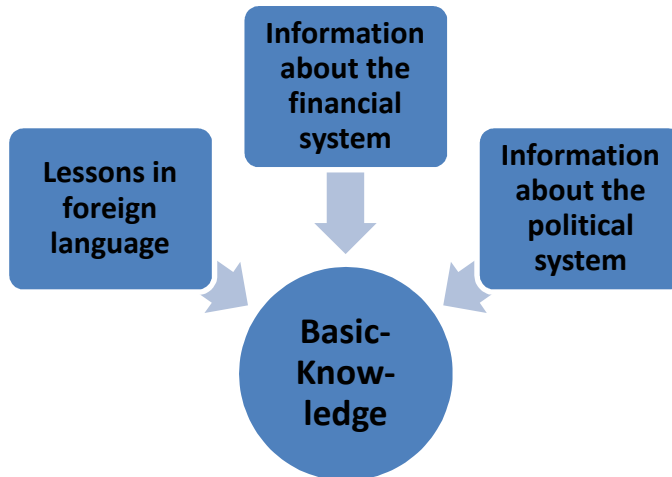 Lessons in
foreign
language
Information
about the
financial
system
Information
about the
political
system
Basic-
Know-
ledge